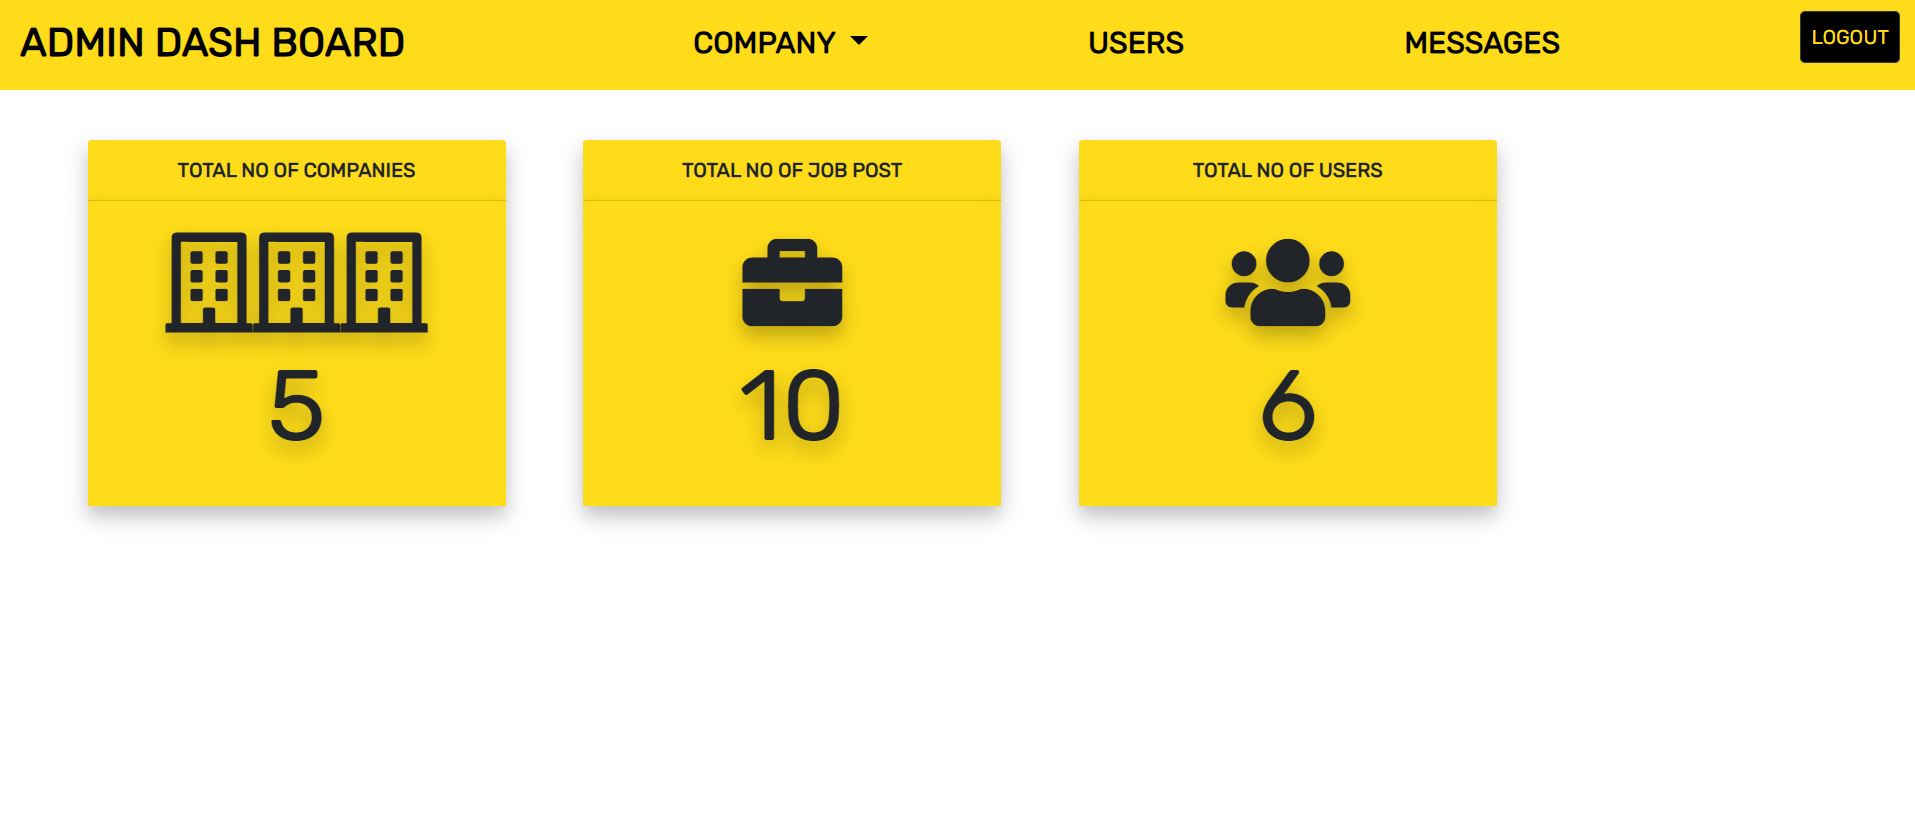 ADMIN DASH BOARD
COMPANY
USERS
MESSAGES
LOGOUT
TOTAL NO OF COMPANIES
5
TOTAL NO OF JOB POST
10
TOTAL NO OF USERS
6